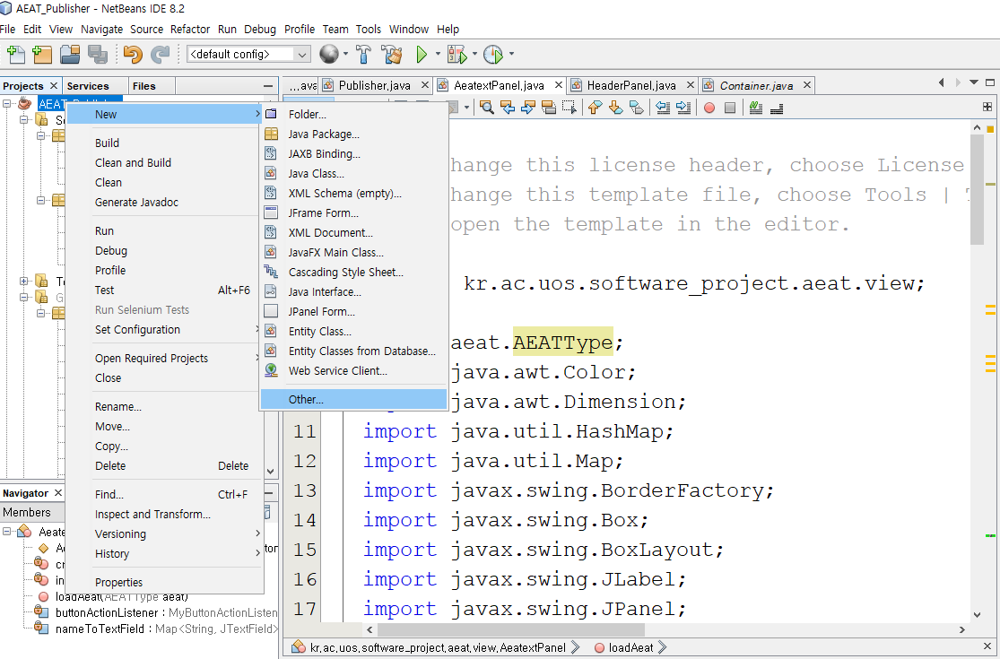 AEAT_Publisher - NetBeans IDE 8.2
File Edit View Navigate Source Refactor Run Debug Profile Team Tools Window Help
<default config>
Projects Services Files
...ava Publisher.java AeatextPanel.java HeaderPanel.java Container.java
New
Build
Clean and Build
Clean
Generate Javadoc
Run
Debug
Profile
Test Alt+F6
Run Selenium Tests
Set Configuration
Open Required Projects
Close
Rename...
Move...
Copy...
Delete Delete
Find... Ctrl+F
Inspect and Transform...
Versioning
History
Properties
Folder...
Java Package...
JAXB Binding...
Java Class...
XML Schema (empty)...
JFrame Form...
XML Document...
JavaFX Main Class...
Cascading Style Sheet...
Java Interface...
JPanel Form...
Entity Class...
Entity Classes from Database...
Web Service Client...
Other...
hange this license header, choose License
hange this template file, choose Tools |
open the template in the editor.
kr.ac.uos.software_project.aeat.view;
aeat.AEATType;
java.awt.Color;
java.awt.Dimension;
11 import java.util.HashMap;
12 import java.util.Map;
13 import javax.swing.BorderFactory;
14 import javax.swing.Box;
15 import javax.swing.BoxLayout;
16 import javax.swing.JLabel;
17 import javax.swing.JPanel;
Navigator
Members
loadAeat(AEATType aeat)
buttonActionListener : MyButtonActionListen
nameToTextField : Map<String, JTextField>
kr.ac.uos.software_project.aeat.view.AeatextPanel loadAeat